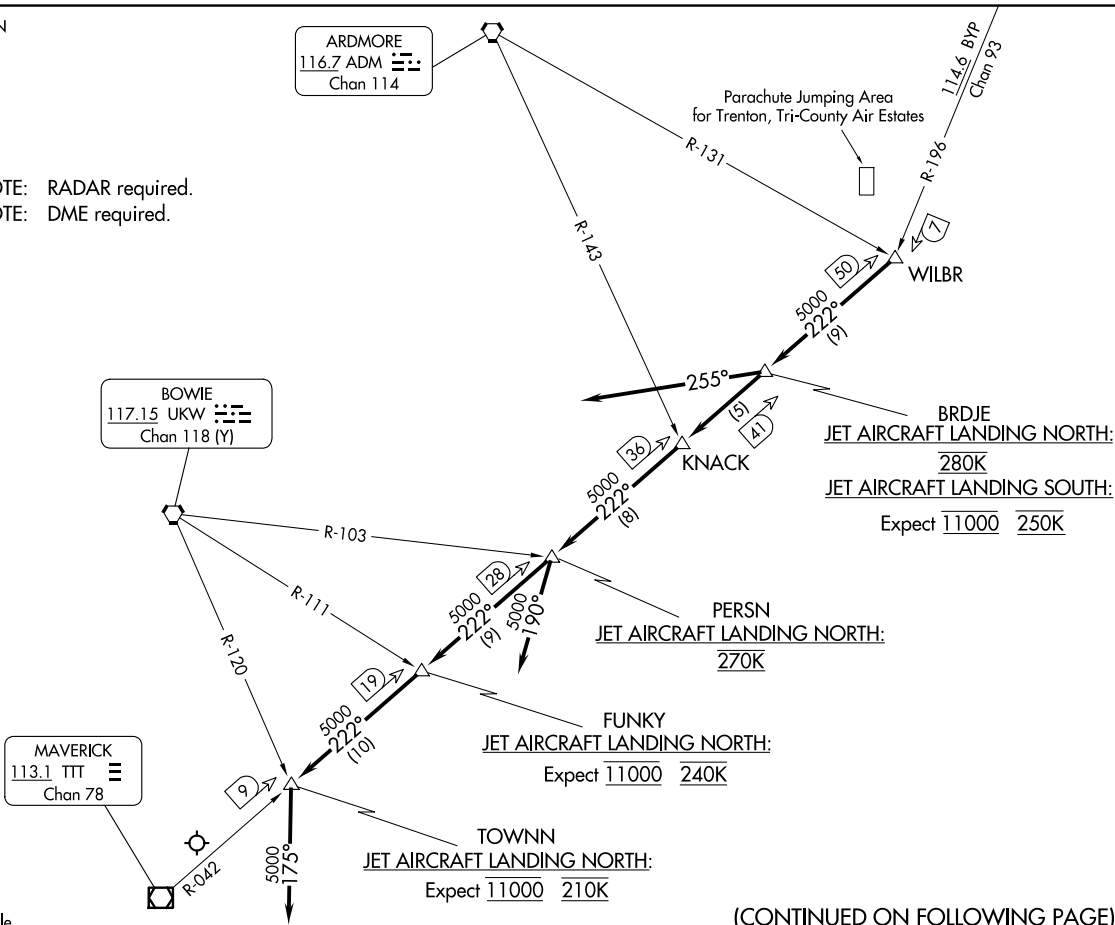 N
ARDMORE
116.7 ADM
Chan 114
114.6 BYP
Chan 93
Parachute Jumping Area
for Trenton, Tri-County Air Estates
R-131
R-196
OTE: RADAR required.
OTE: DME required.
R-143
7
50
WILBR
5000
222°
(9)
255°
(5)
41
BOWIE
117.15 UKW
Chan 118 (Y)
BRDJE
JET AIRCRAFT LANDING NORTH:
280K
JET AIRCRAFT LANDING SOUTH:
Expect 11000 250K
36
KNACK
5000
222°
(8)
R-103
R-111
R-120
28
5000
222°
(9)
5000
190°
PERSN
JET AIRCRAFT LANDING NORTH:
270K
19
5000
222°
(10)
FUNKY
JET AIRCRAFT LANDING NORTH:
Expect 11000 240K
MAVERICK
113.1 TTT
Chan 78
9
R-042
5000
175°
TOWNN
JET AIRCRAFT LANDING NORTH:
Expect 11000 210K
le
(CONTINUED ON FOLLOWING PAGE)